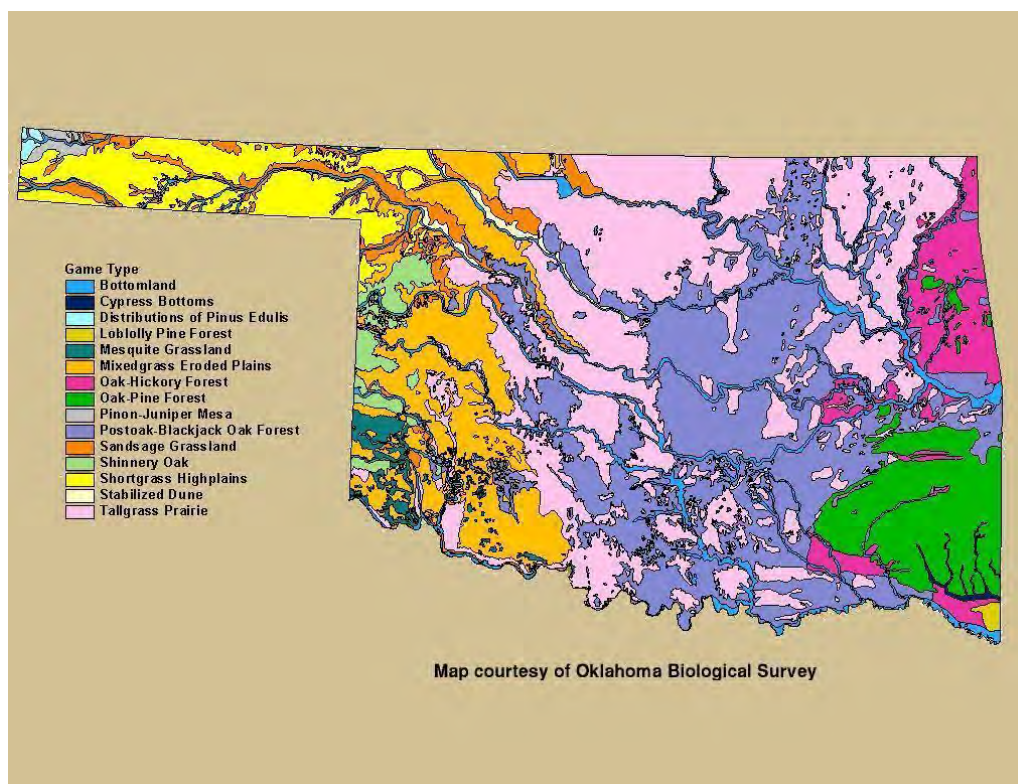 Game Type
Bottomland
Cypress Bottoms
Distributions of Pinus Edulis
Loblolly Pine Forest
Mesquite Grassland
Mixedgrass Eroded Plains
Oak-Hickory Forest
Oak-Pine Forest
Pinon-Juniper Mesa
Postoak-Blackjack Oak Forest
Sandsage Grassland
Shinnery Oak
Shortgrass Highplains
Stabilized Dune
Tallgrass Prairie
Map courtesy of Oklahoma Biological Survey